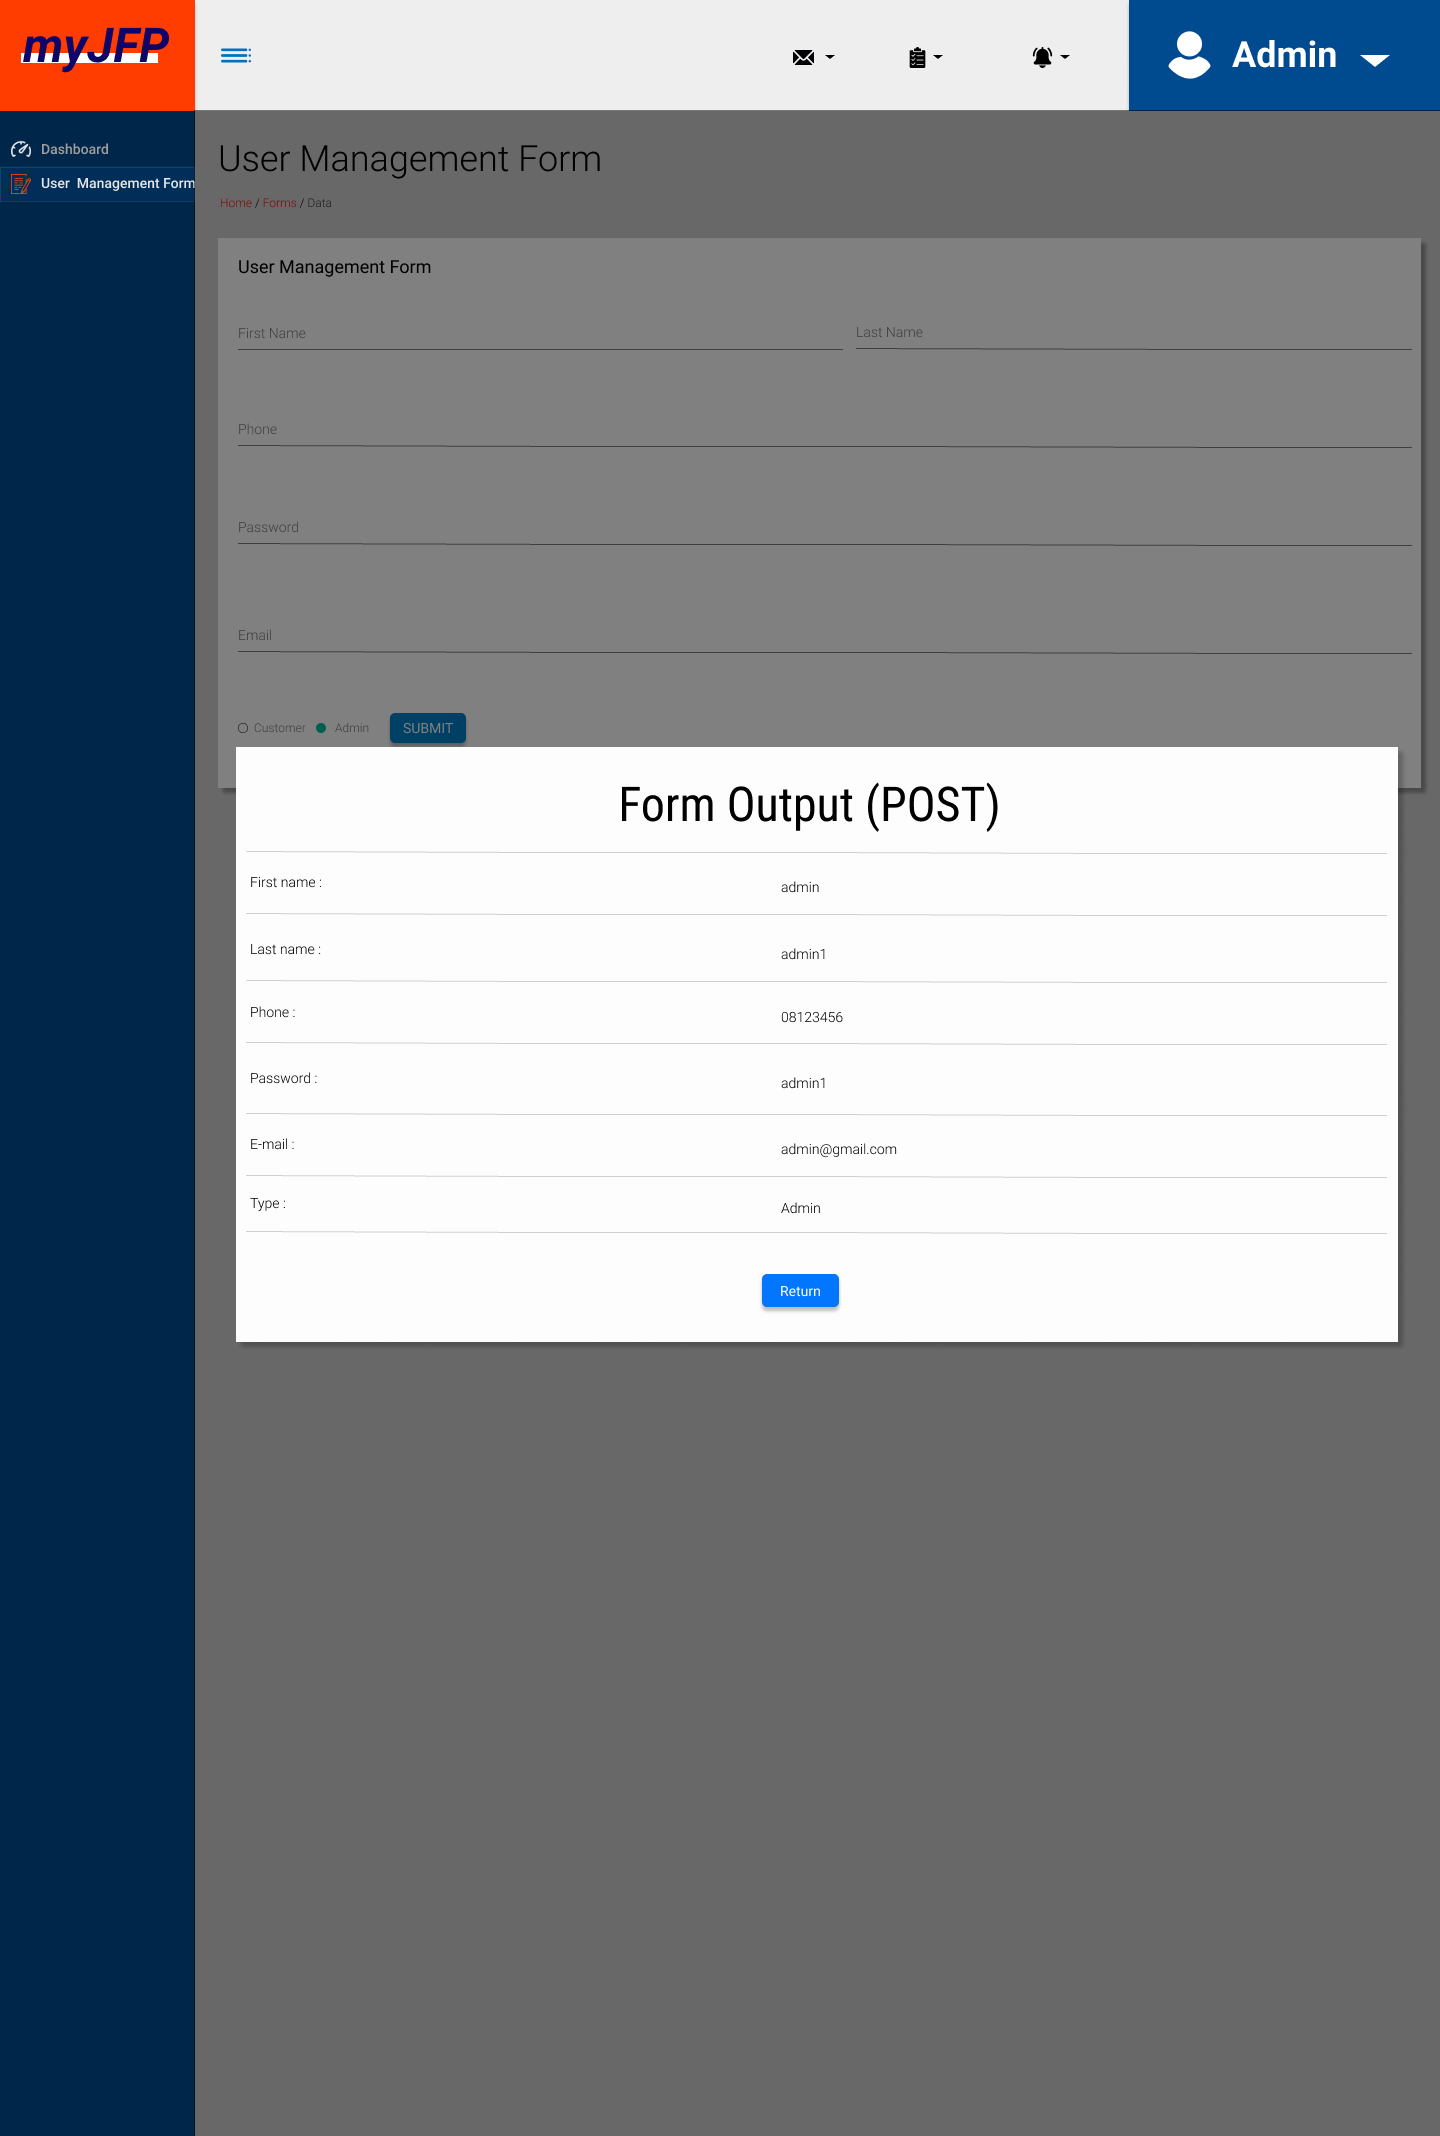 myJFP
Admin
Dashboard
User Management Form
User Management Form
Home / Forms / Data
User Management Form
First Name
Last Name
Phone
Password
Email
Customer
Admin
SUBMIT
Form Output (POST)
First name :
admin
Last name :
admin1
Phone :
08123456
Password :
admin1
E-mail :
admin@gmail.com
Type :
Admin
Return